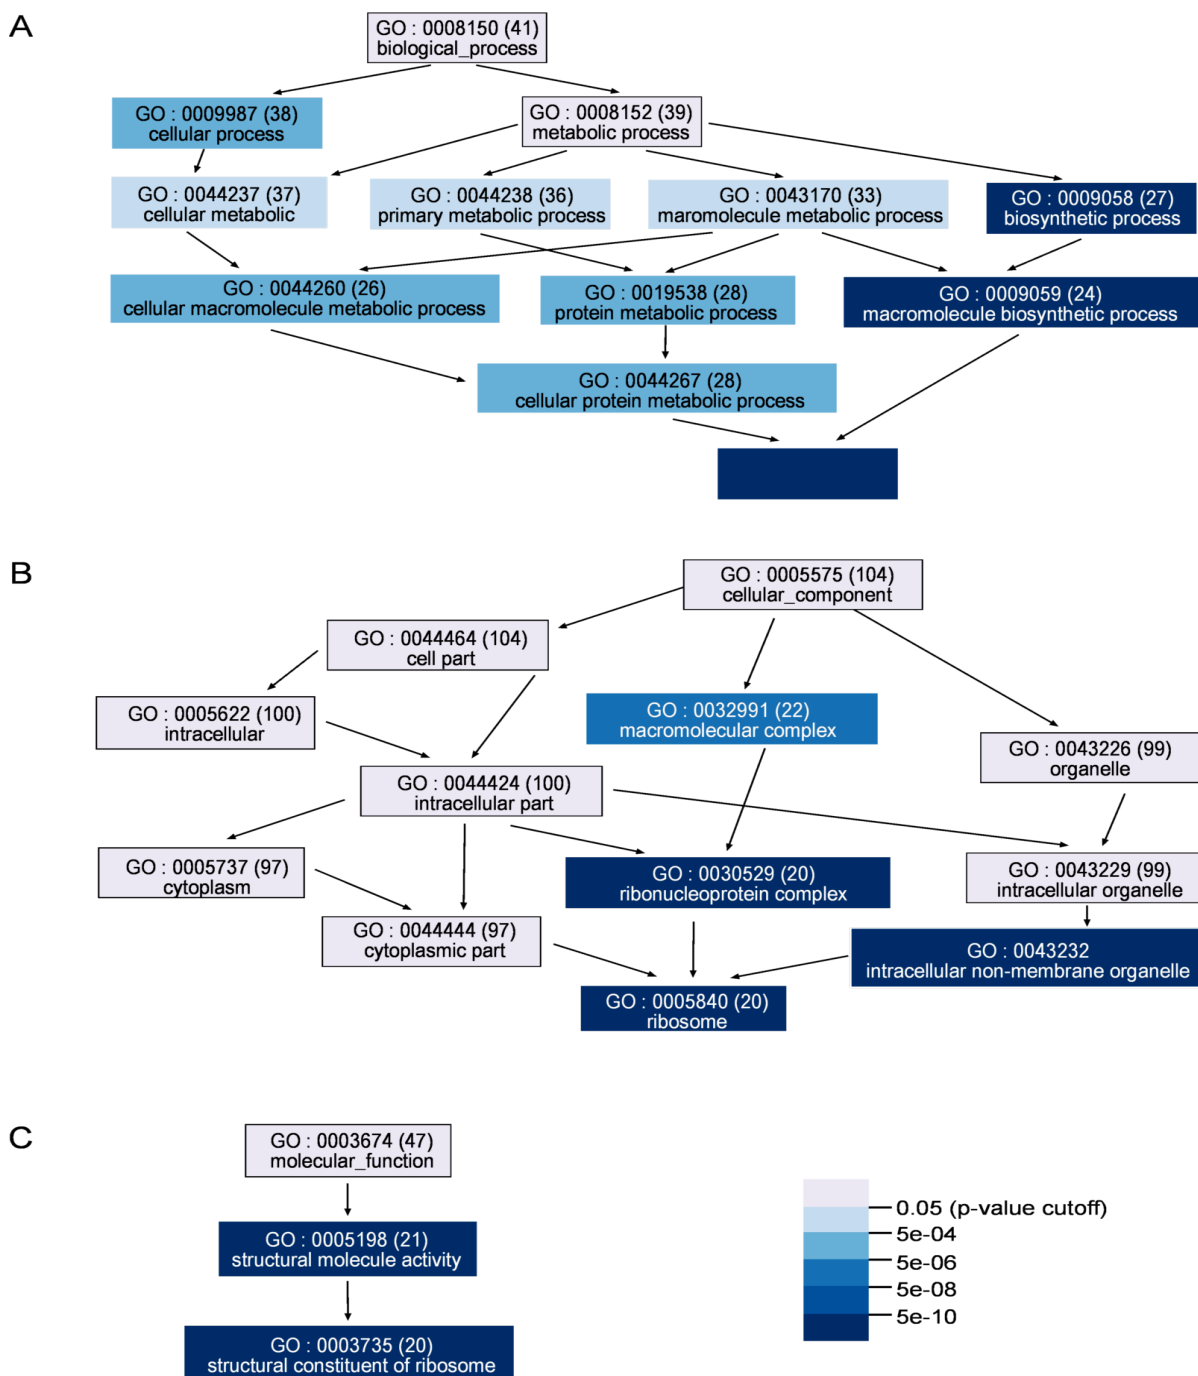 A
GO : 0008150 (41)
biological_process
GO : 0009987 (38)
cellular process
GO : 0008152 (39)
metabolic process
GO : 0044237 (37)
cellular metabolic
GO : 0044238 (36)
primary metabolic process
GO : 0043170 (33)
maromolecule metabolic process
GO : 0009058 (27)
biosynthetic process
GO : 0044260 (26)
cellular macromolecule metabolic process
GO : 0019538 (28)
protein metabolic process
GO : 0009059 (24)
macromolecule biosynthetic process
GO : 0044267 (28)
cellular protein metabolic process
B
GO : 0005575 (104)
cellular_component
GO : 0044464 (104)
cell part
GO : 0005622 (100)
intracellular
GO : 0032991 (22)
macromolecular complex
GO : 0043226 (99)
organelle
GO : 0044424 (100)
intracellular part
GO : 0005737 (97)
cytoplasm
GO : 0030529 (20)
ribonucleoprotein complex
GO : 0043229 (99)
intracellular organelle
GO : 0044444 (97)
cytoplasmic part
GO : 0043232
intracellular non-membrane organelle
GO : 0005840 (20)
ribosome
C
GO : 0003674 (47)
molecular_function
GO : 0005198 (21)
structural molecule activity
GO : 0003735 (20)
structural constituent of ribosome
0.05 (p-value cutoff)
5e-04
5e-06
5e-08
5e-10